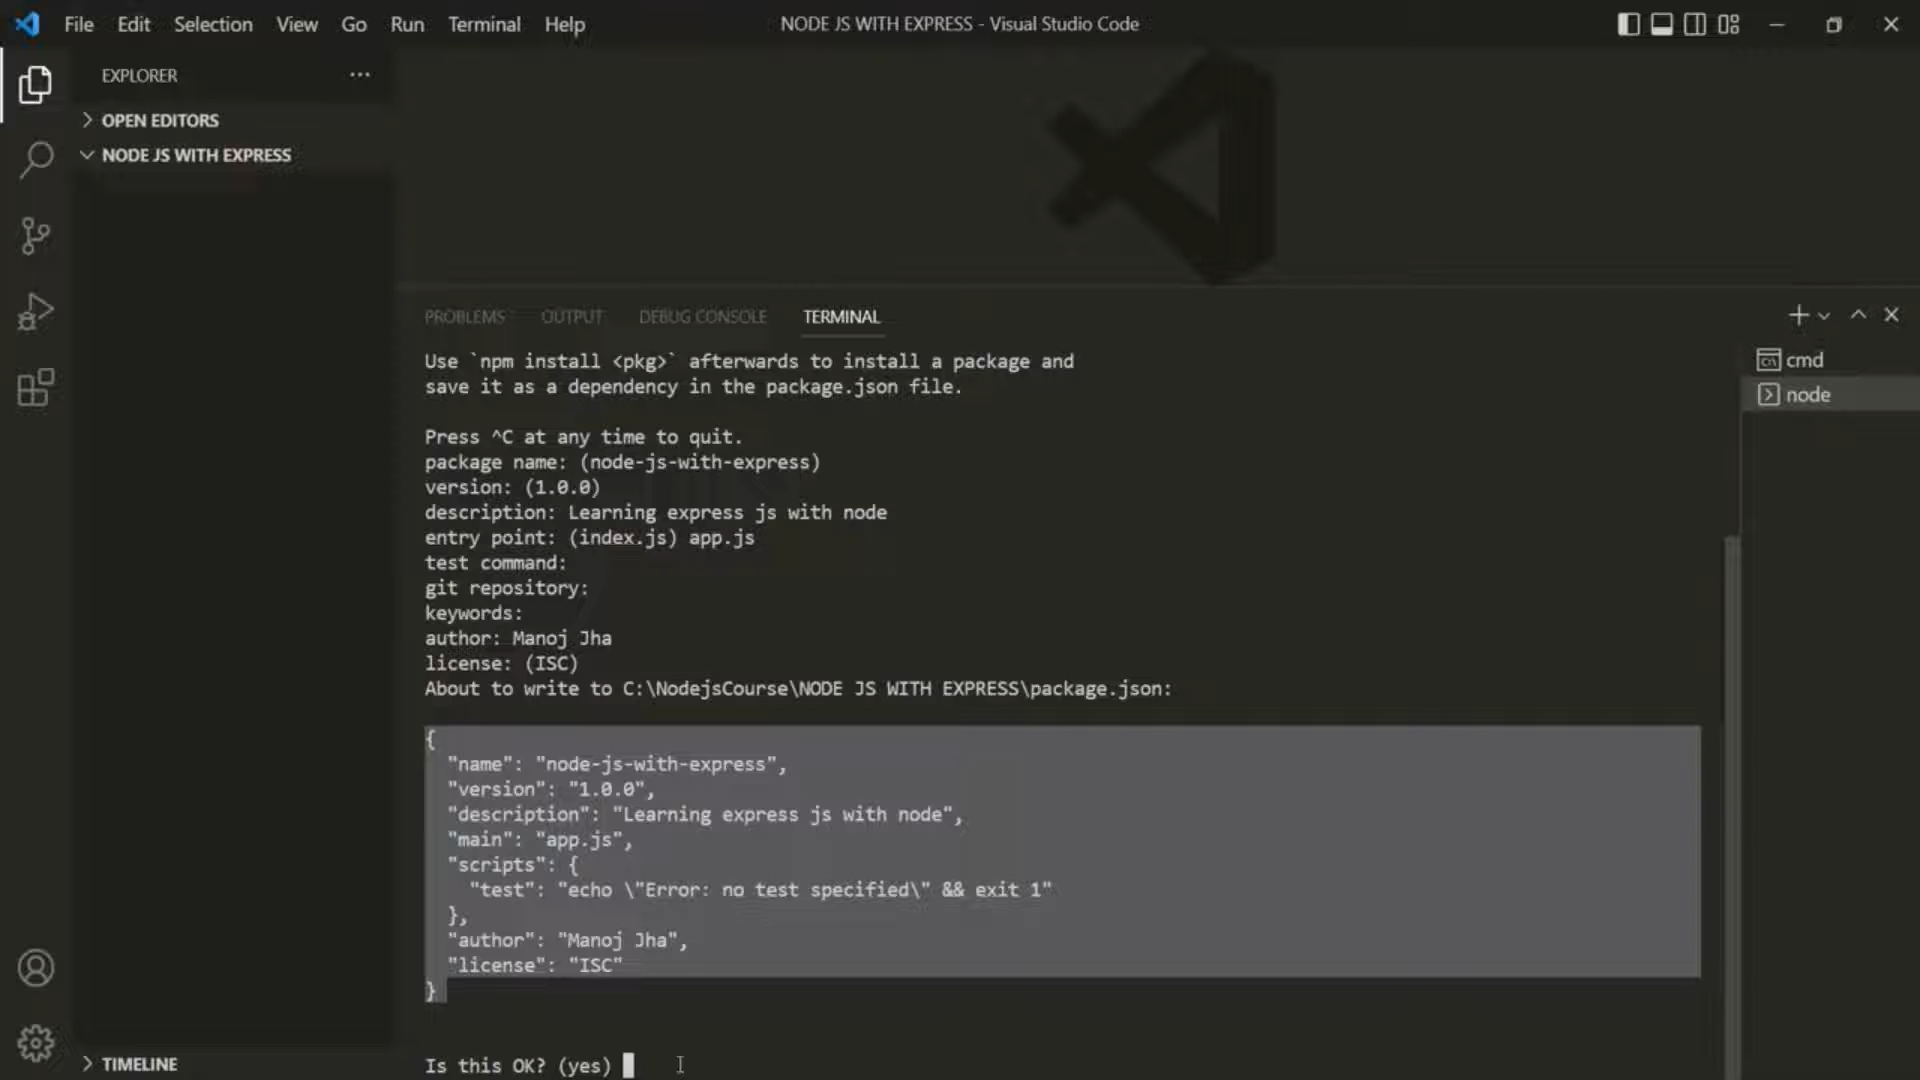 File Edit Selection View Go Run Terminal Help
NODE JS WITH EXPRESS - Visual Studio Code
EXPLORER
OPEN EDITORS
NODE JS WITH EXPRESS
PROBLEMS OUTPUT DEBUG CONSOLE TERMINAL
cmd
node
Use `npm install <pkg>` afterwards to install a package and
save it as a dependency in the package.json file.
Press ^C at any time to quit.
package name: (node-js-with-express)
version: (1.0.0)
description: Learning express js with node
entry point: (index.js) app.js
test command:
git repository:
keywords:
author: Manoj Jha
license: (ISC)
About to write to C:\NodejsCourse\NODE JS WITH EXPRESS\package.json:
{
  "name": "node-js-with-express",
  "version": "1.0.0",
  "description": "Learning express js with node",
  "main": "app.js",
  "scripts": {
    "test": "echo \"Error: no test specified\" && exit 1"
  },
  "author": "Manoj Jha",
  "license": "ISC"
}
Is this OK? (yes)
TIMELINE